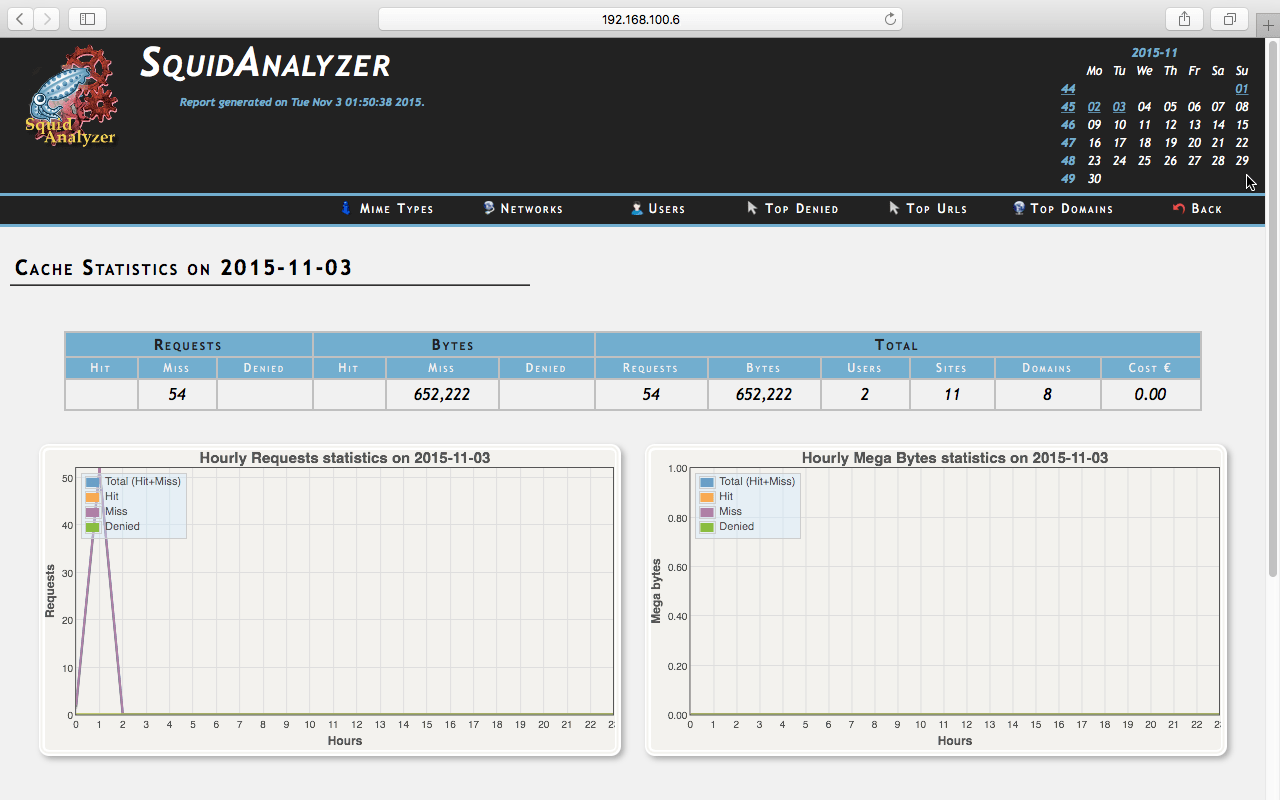 192.168.100.6
Squid
Analyzer
SquidAnalyzer
Report generated on Tue Nov 3 01:50:38 2015.
2015-11
Mo Tu We Th Fr Sa Su
44 01
45 02 03 04 05 06 07 08
46 09 10 11 12 13 14 15
47 16 17 18 19 20 21 22
48 23 24 25 26 27 28 29
49 30
Mime Types Networks Users Top Denied Top Urls Top Domains Back
Cache Statistics on 2015-11-03
Requests Bytes Total
Hit Miss Denied Hit Miss Denied Requests Bytes Users Sites Domains Cost €
54 652,222 54 652,222 2 11 8 0.00
Hourly Requests statistics on 2015-11-03
Total (Hit+Miss)
Hit
Miss
Denied
50
40
30
20
10
0
Requests
0 1 2 3 4 5 6 7 8 9 10 11 12 13 14 15 16 17 18 19 20 21 22
Hours
Hourly Mega Bytes statistics on 2015-11-03
Total (Hit+Miss)
Hit
Miss
Denied
1.00
0.80
0.60
0.40
0.20
0.00
Mega bytes
0 1 2 3 4 5 6 7 8 9 10 11 12 13 14 15 16 17 18 19 20 21 22
Hours